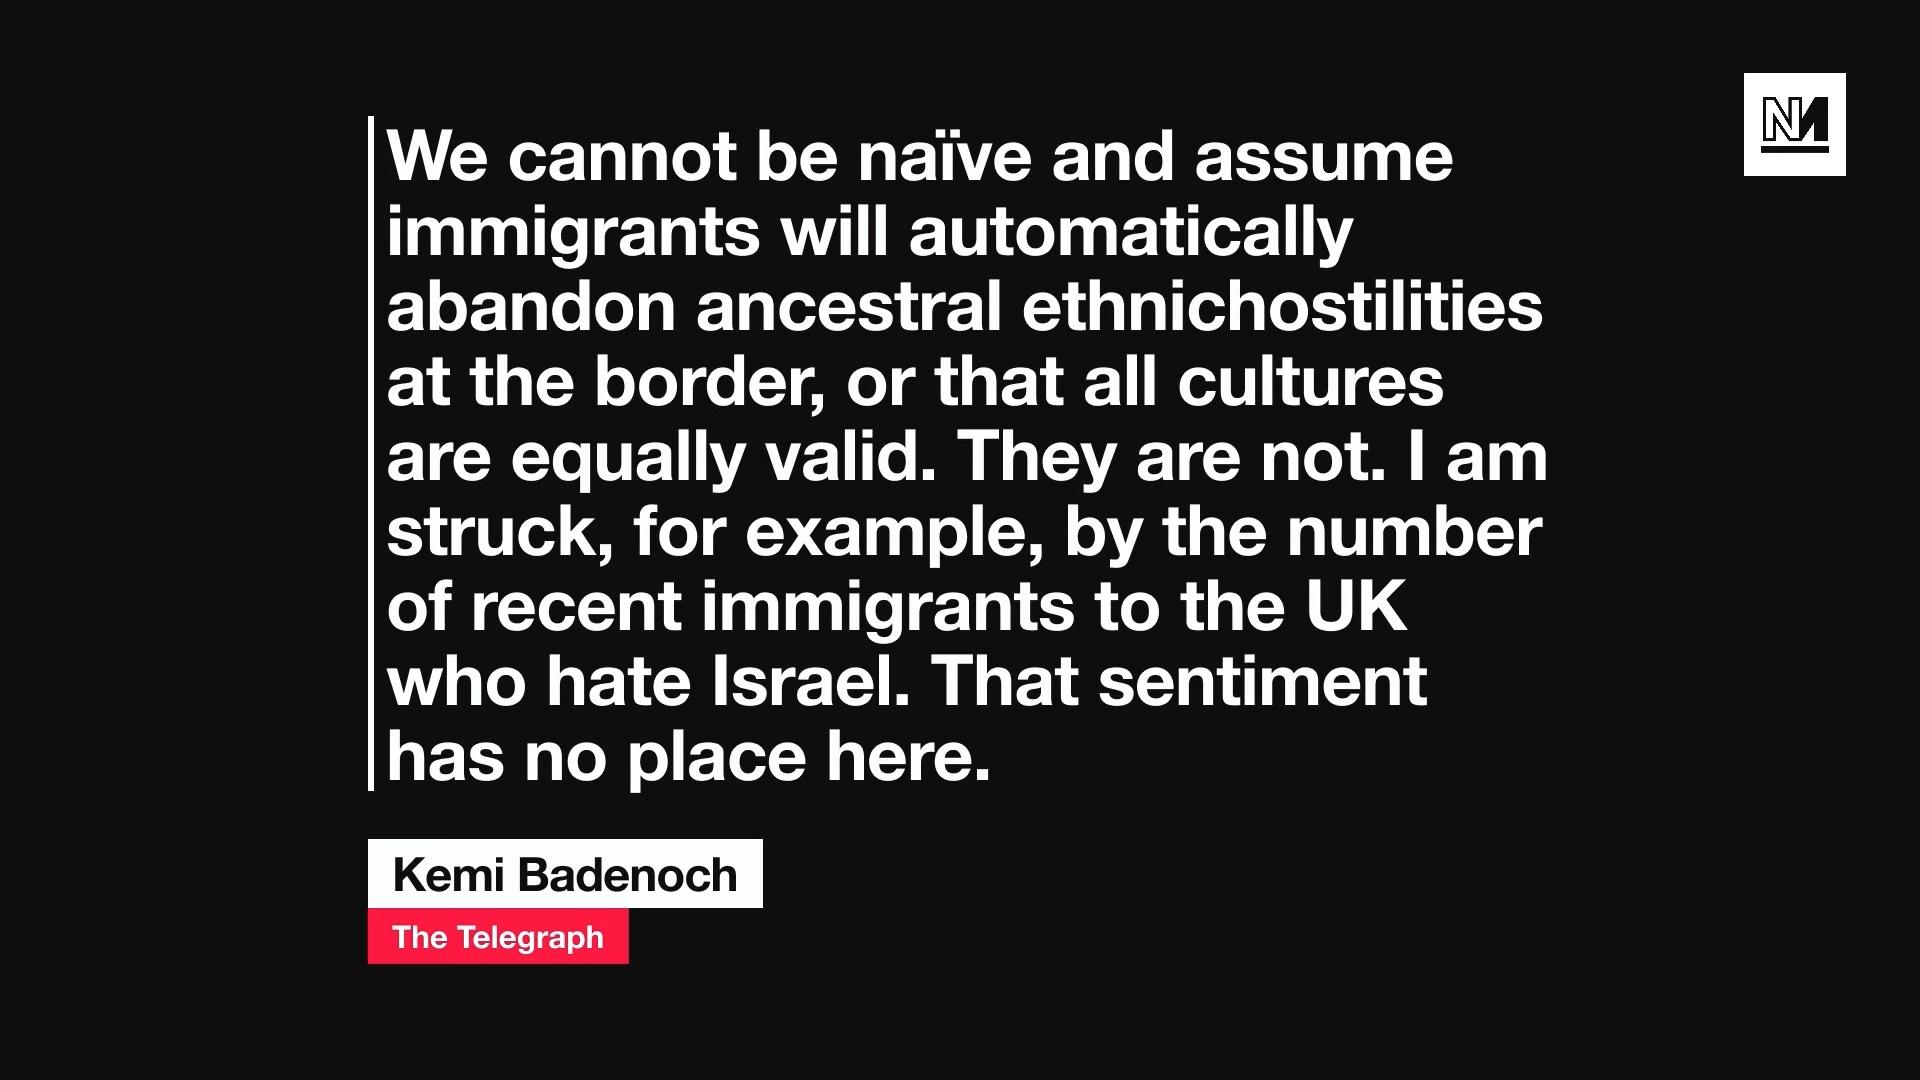 We cannot be naïve and assume
immigrants will automatically
abandon ancestral ethnichostilities
at the border, or that all cultures
are equally valid. They are not. I am
struck, for example, by the number
of recent immigrants to the UK
who hate Israel. That sentiment
has no place here.
Kemi Badenoch
The Telegraph
NM